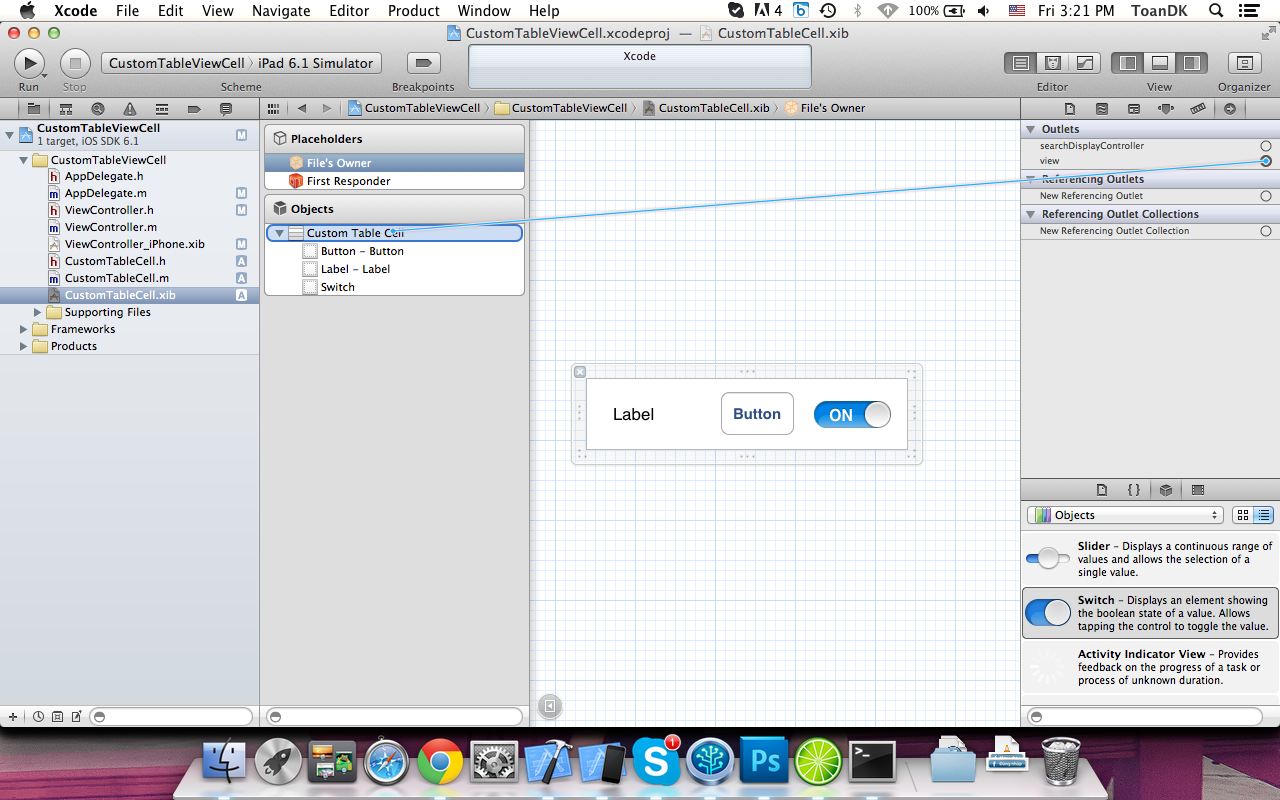 Xcode File Edit View Navigate Editor Product Window Help 4 100% Fri 3:21 PM ToanDK
CustomTableViewCell.xcodeproj — CustomTableCell.xib
CustomTableViewCell iPad 6.1 Simulator
Xcode
Run Stop Scheme Breakpoints Editor View Organizer
CustomTableViewCell CustomTableViewCell CustomTableCell.xib File's Owner
CustomTableViewCell M
1 target, iOS SDK 6.1
CustomTableViewCell
h AppDelegate.h
m AppDelegate.m M
h ViewController.h M
m ViewController.m
ViewController_iPhone.xib M
h CustomTableCell.h A
m CustomTableCell.m A
CustomTableCell.xib A
Supporting Files
Frameworks
Products
Placeholders
File's Owner
First Responder
Objects
Custom Table Cell
Button – Button
Label – Label
Switch
Label
Button
ON
Outlets
searchDisplayController
view
Referencing Outlets
New Referencing Outlet
Referencing Outlet Collections
New Referencing Outlet Collection
{ }
Objects
Slider – Displays a continuous range of
values and allows the selection of a
single value.
Switch – Displays an element showing
the boolean state of a value. Allows
tapping the control to toggle the value.
Activity Indicator View – Provides
feedback on the progress of a task or
process of unknown duration.
S
1
Ps
>_